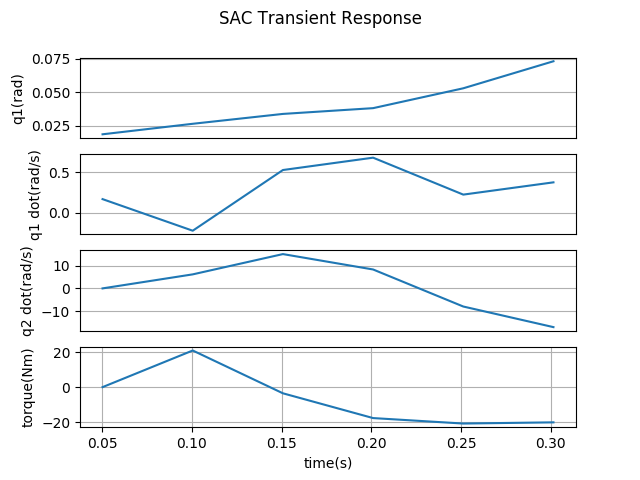 SAC Transient Response
0.075
0.050
0.025
q1(rad)
0.5
0.0
q1 dot(rad/s)
10
0
−10
q2 dot(rad/s)
20
0
−20
torque(Nm)
0.05 0.10 0.15 0.20 0.25 0.30
time(s)